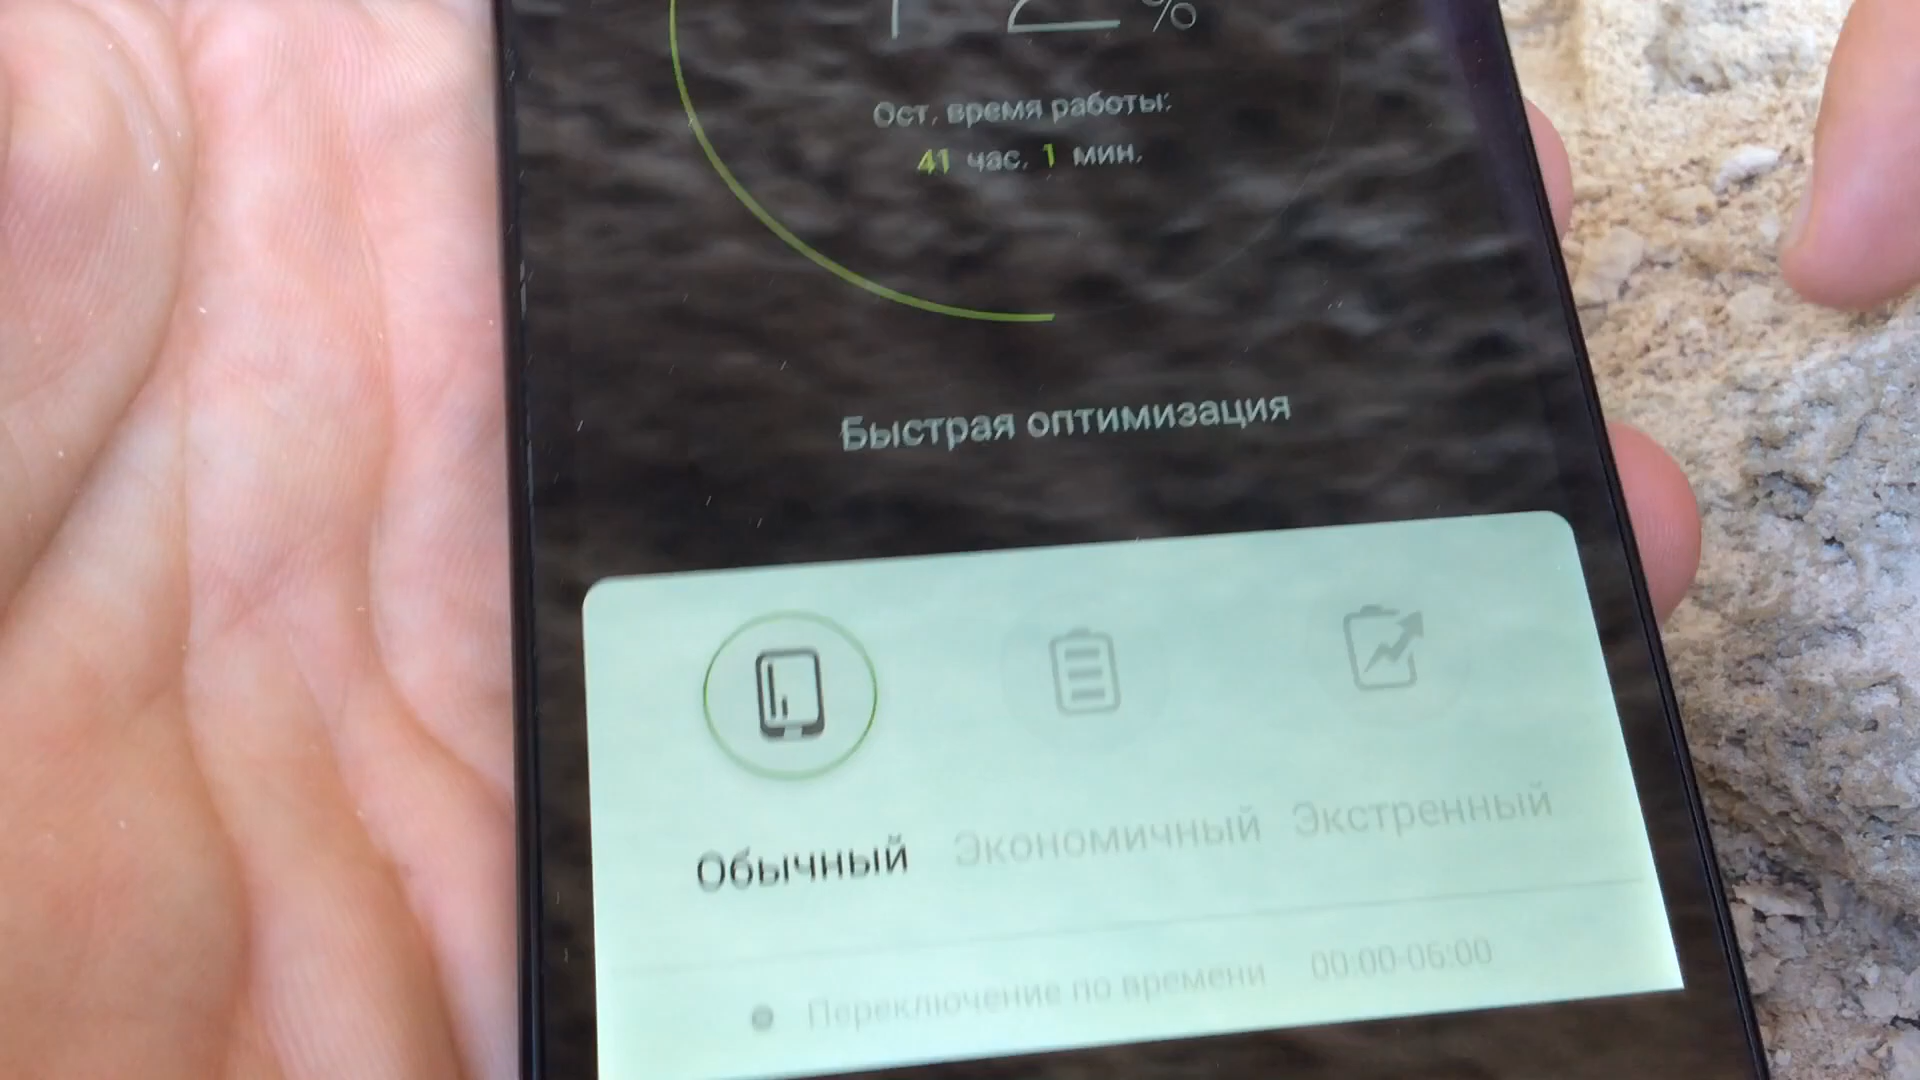 2%
Ост. время работы:
41 час. 1 мин.
Быстрая оптимизация
Обычный Экономичный Экстренный
Переключение по времени 00:00-06:00